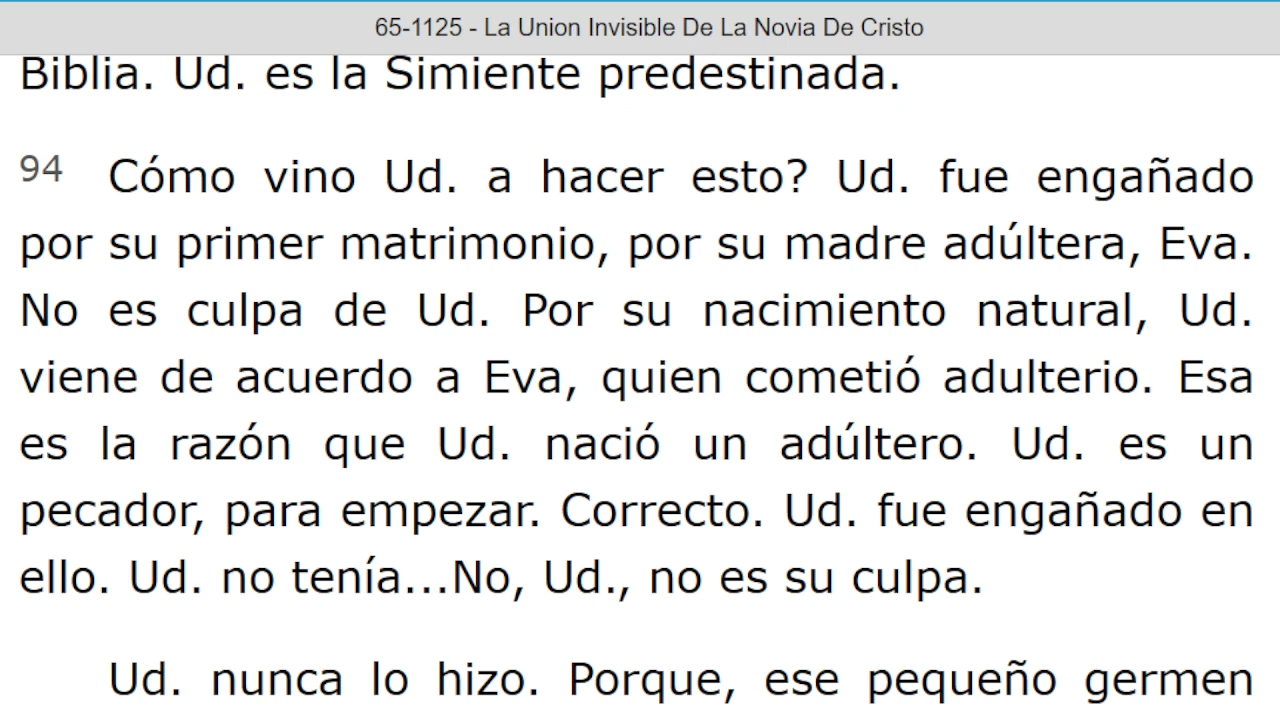 65-1125 - La Union Invisible De La Novia De Cristo
Biblia. Ud. es la Simiente predestinada.
94 Cómo vino Ud. a hacer esto? Ud. fue engañado
por su primer matrimonio, por su madre adúltera, Eva.
No es culpa de Ud. Por su nacimiento natural, Ud.
viene de acuerdo a Eva, quien cometió adulterio. Esa
es la razón que Ud. nació un adúltero. Ud. es un
pecador, para empezar. Correcto. Ud. fue engañado en
ello. Ud. no tenía...No, Ud., no es su culpa.
Ud. nunca lo hizo. Porque, ese pequeño germen